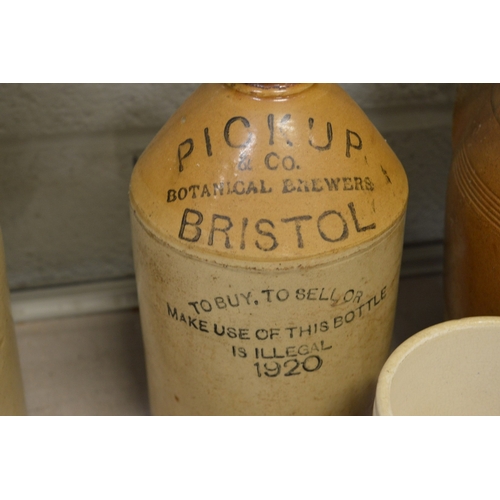 PICKUP
& CO.
BOTANICAL BREWERS
BRISTOL
TO BUY, TO SELL, OR
MAKE USE OF THIS BOTTLE
IS ILLEGAL
1920